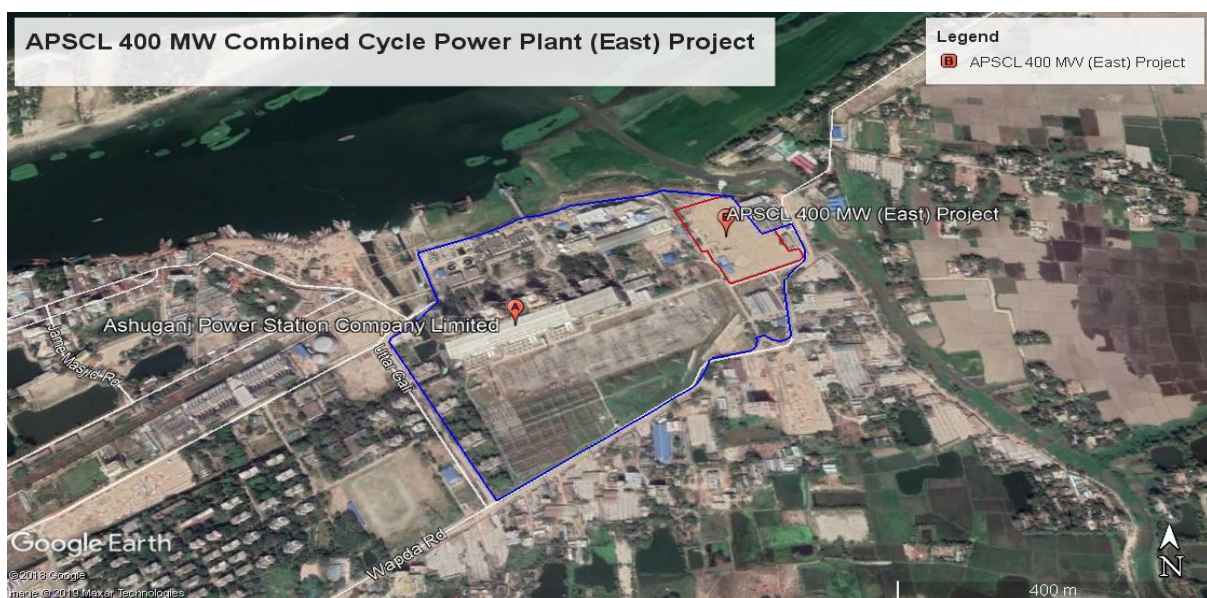 APSCL 400 MW Combined Cycle Power Plant (East) Project
Legend
B APSCL 400 MW (East) Project
B
APSCL 400 MW (East) Project
A
Ashuganj Power Station Company Limited
Jame Masjid Rd
Uttar Gali
Wapda Rd
Google Earth
©2018 Google
Image © 2019 Maxar Technologies
400 m
N